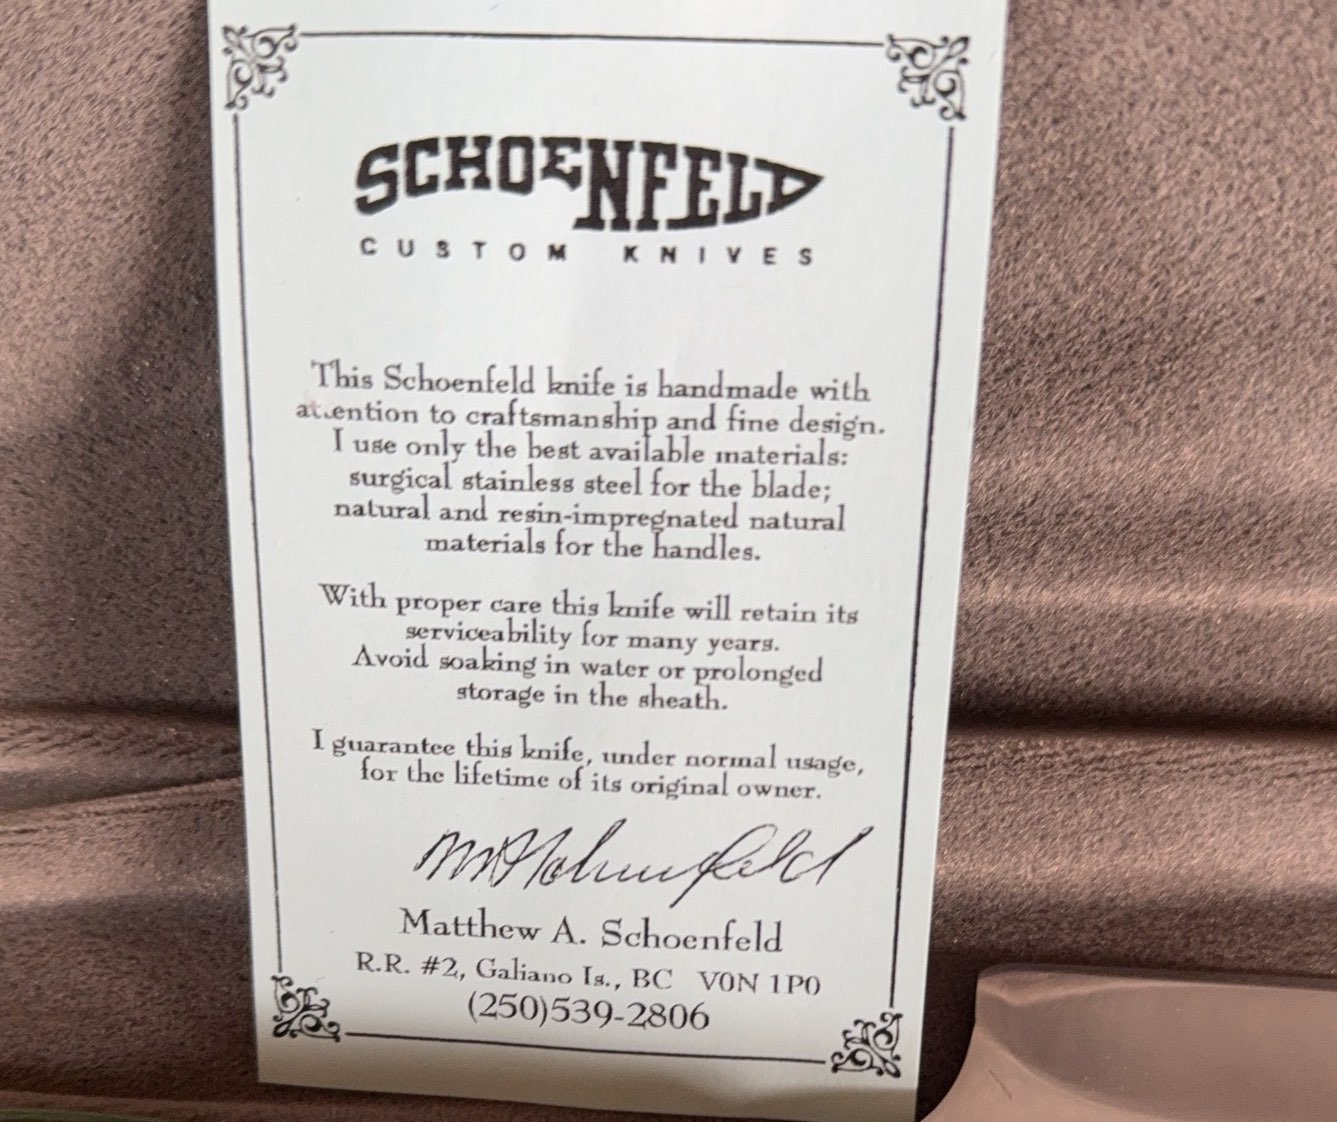 SCHOENFELD
CUSTOM KNIVES
This Schoenfeld knife is handmade with
attention to craftsmanship and fine design.
I use only the best available materials:
surgical stainless steel for the blade;
natural and resin-impregnated natural
materials for the handles.
With proper care this knife will retain its
serviceability for many years.
Avoid soaking in water or prolonged
storage in the sheath.
I guarantee this knife, under normal usage,
for the lifetime of its original owner.
MA Schoenfeld
Matthew A. Schoenfeld
R.R. #2, Galiano Is., BC V0N 1P0
(250)539-2806